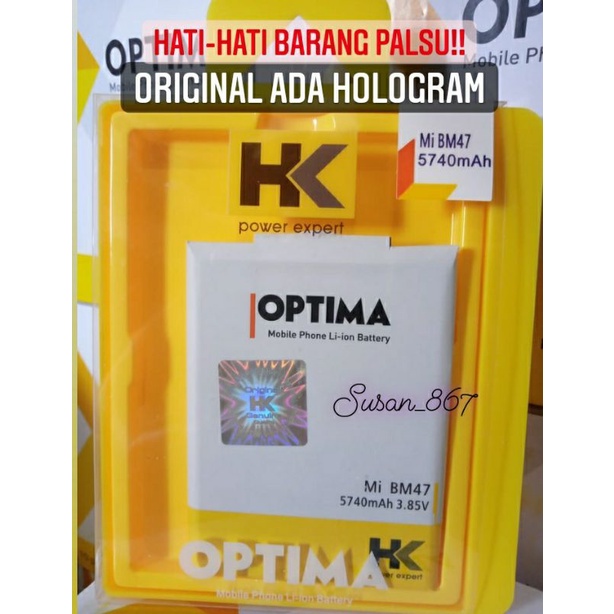 HATI-HATI BARANG PALSU!!
ORIGINAL ADA HOLOGRAM
OPTIM
Mobile
Mi BM47
5740mAh
HK
power expert
OPTIMA
Mobile Phone Li-ion Battery
Original
HK
Genuine
Susan_867
Mi BM47
5740mAh 3.85V
OPTIMA
Mobile Phone Li-ion Battery
HK
power expert